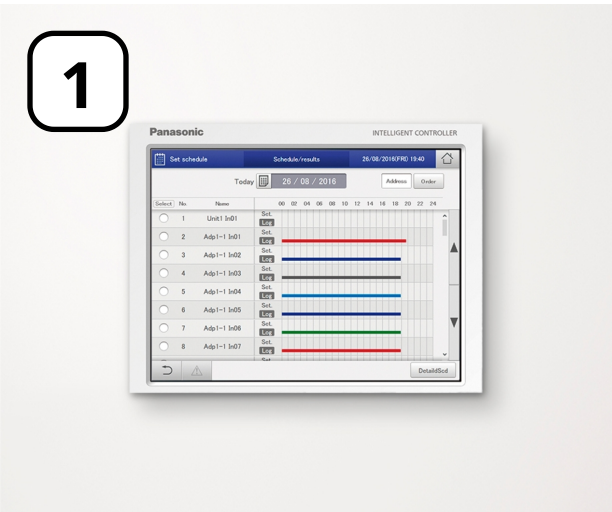 1
Panasonic INTELLIGENT CONTROLLER
Set schedule Schedule/results 26/08/2016(FRI) 19:40
Today 26 / 08 / 2016 Address Order
Select No. Name 00 02 04 06 08 10 12 14 16 18 20 22 24
1 Unit1 In01 Set. Log
2 Adp1-1 In01 Set. Log
3 Adp1-1 In02 Set. Log
4 Adp1-1 In03 Set. Log
5 Adp1-1 In04 Set. Log
6 Adp1-1 In05 Set. Log
7 Adp1-1 In06 Set. Log
8 Adp1-1 In07 Set. Log
DetaildScd